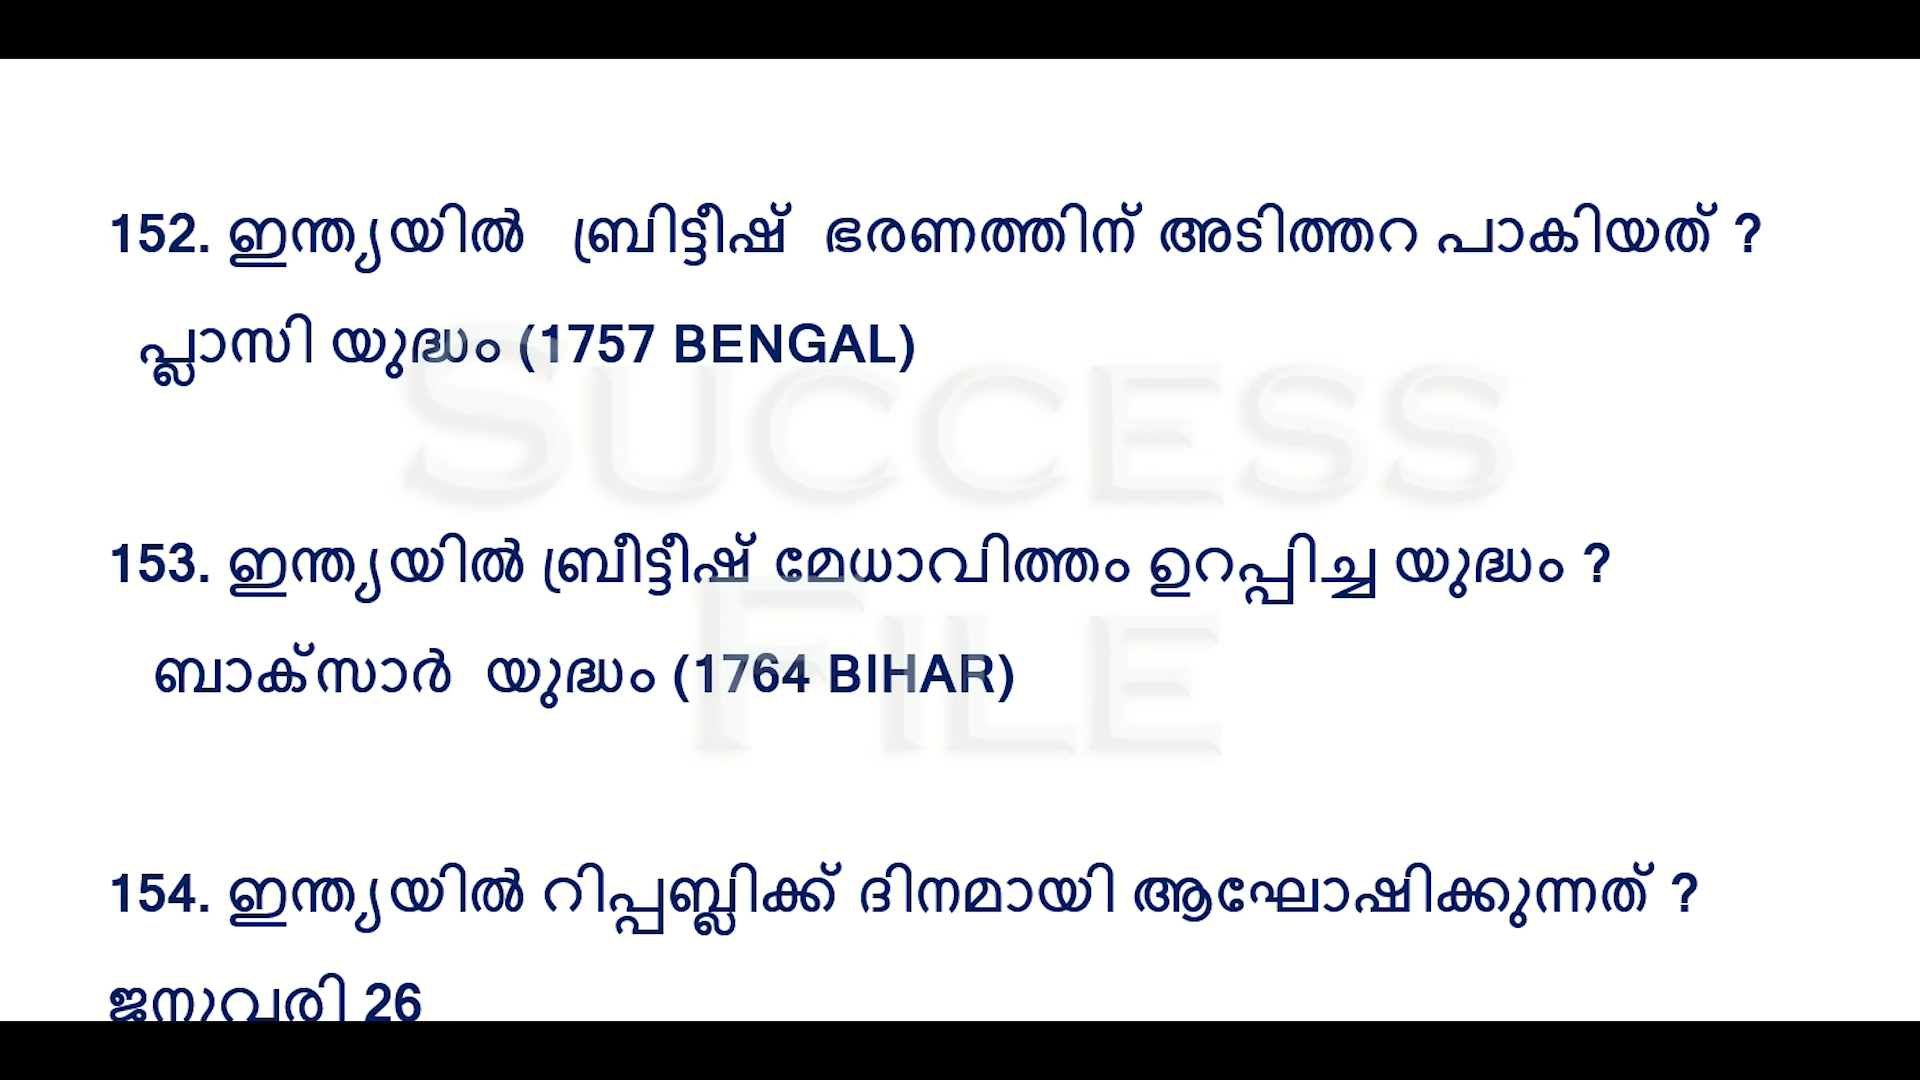 152. ഇന്ത്യയിൽ ബ്രിട്ടീഷ് ഭരണത്തിന് അടിത്തറ പാകിയത് ?
പ്ലാസി യുദ്ധം (1757 BENGAL)
SUCCESS
153. ഇന്ത്യയിൽ ബ്രീട്ടീഷ് മേധാവിത്തം ഉറപ്പിച്ച യുദ്ധം ?
FILE
ബാക്സാർ യുദ്ധം (1764 BIHAR)
154. ഇന്ത്യയിൽ റിപ്പബ്ലിക്ക് ദിനമായി ആഘോഷിക്കുന്നത് ?
ജനുവരി 26